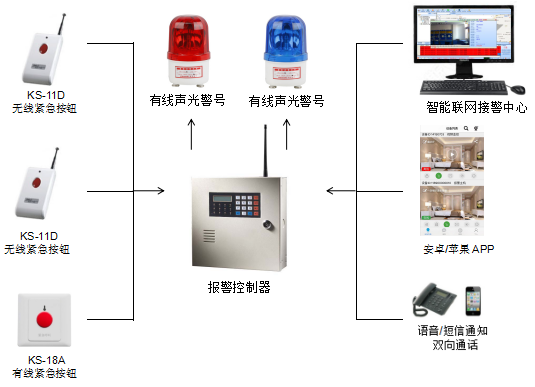 KS-11D
无线紧急按钮
有线声光警号
有线声光警号
智能联网接警中心
KS-11D
无线紧急按钮
报警控制器
安卓/苹果 APP
KS-18A
有线紧急按钮
语音/短信通知
双向通话